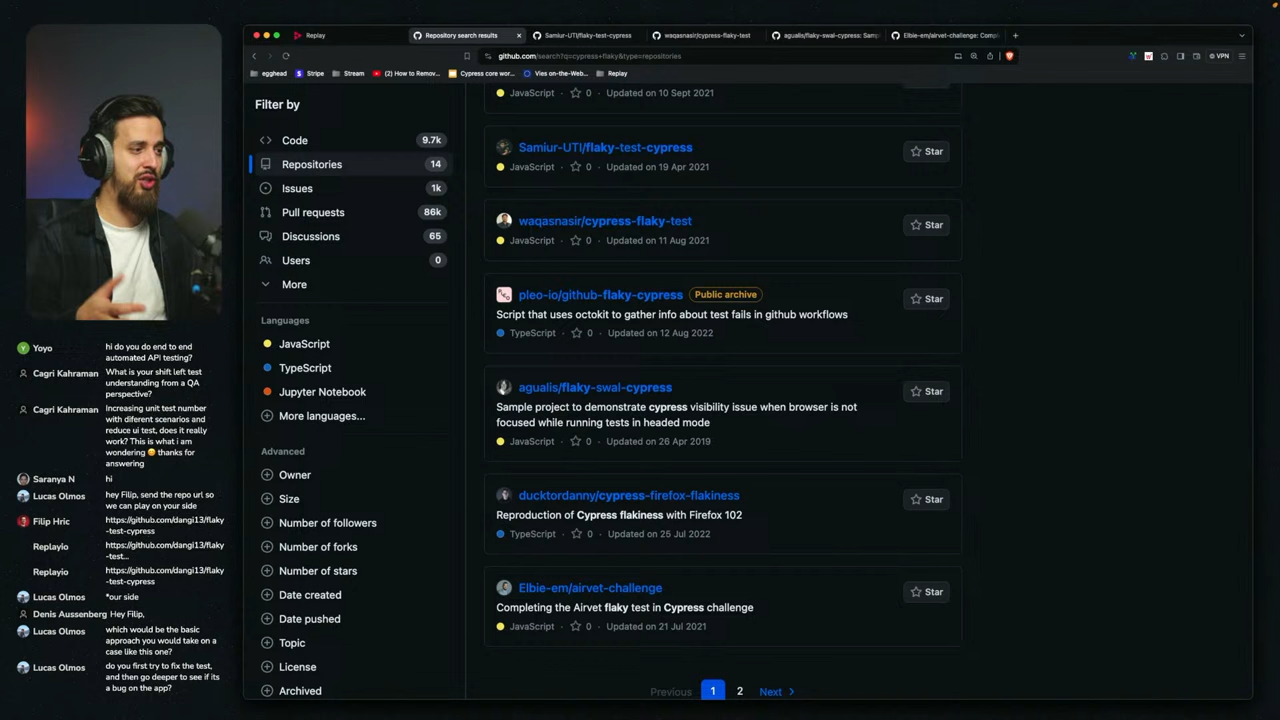 Replay
Repository search results
Samiur-UTI/flaky-test-cypress
waqasnasir/cypress-flaky-test
agualis/flaky-swal-cypress: Samp
Elbie-em/airvet-challenge: Comp
github.com/search?q=cypress+flaky&type=repositories
VPN
egghead
Stripe
Stream
(2) How to Remov...
Cypress core wor...
Vies on-the-Web...
Replay
Filter by
Code 9.7k
Repositories 14
Issues 1k
Pull requests 86k
Discussions 65
Users 0
More
Languages
JavaScript
TypeScript
Jupyter Notebook
More languages...
Advanced
Owner
Size
Number of followers
Number of forks
Number of stars
Date created
Date pushed
Topic
License
Archived
JavaScript 0 · Updated on 10 Sept 2021
Samiur-UTI/flaky-test-cypress
Star
JavaScript · 0 · Updated on 19 Apr 2021
waqasnasir/cypress-flaky-test
Star
JavaScript · 0 · Updated on 11 Aug 2021
pleo-io/github-flaky-cypress Public archive
Star
Script that uses octokit to gather info about test fails in github workflows
TypeScript · 0 · Updated on 12 Aug 2022
agualis/flaky-swal-cypress
Star
Sample project to demonstrate cypress visibility issue when browser is not
focused while running tests in headed mode
JavaScript · 0 · Updated on 26 Apr 2019
ducktordanny/cypress-firefox-flakiness
Star
Reproduction of Cypress flakiness with Firefox 102
TypeScript · 0 · Updated on 25 Jul 2022
Elbie-em/airvet-challenge
Star
Completing the Airvet flaky test in Cypress challenge
JavaScript · 0 · Updated on 21 Jul 2021
Previous 1 2 Next
Y Yoyo hi do you do end to end
automated API testing?
Cagri Kahraman What is your shift left test
understanding from a QA
perspective?
Cagri Kahraman Increasing unit test number
with diferent scenarios and
reduce ui test, does it really
work? This is what i am
wondering 😊 thanks for
answering
Saranya N hi
Lucas Olmos hey Filip, send the repo url so
we can play on your side
Filip Hric https://github.com/dangi13/flaky
-test-cypress
Replayio https://github.com/dangi13/flaky
-test...
Replayio https://github.com/dangi13/flaky
-test-cypress
Lucas Olmos *our side
Denis Aussenberg Hey Filip,
Lucas Olmos which would be the basic
approach you would take on a
case like this one?
Lucas Olmos do you first try to fix the test,
and then go deeper to see if its
a bug on the app?